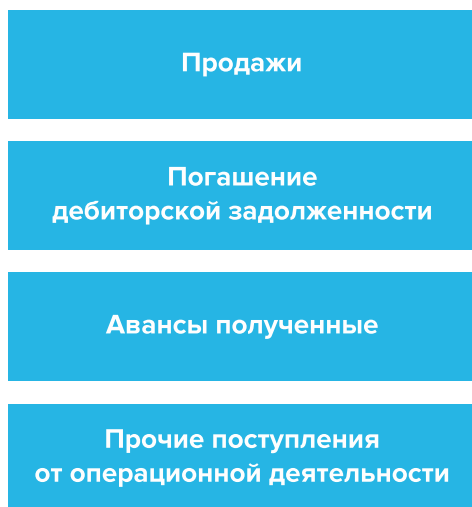 Продажи
Погашение
дебиторской задолженности
Авансы полученные
Прочие поступления
от операционной деятельности